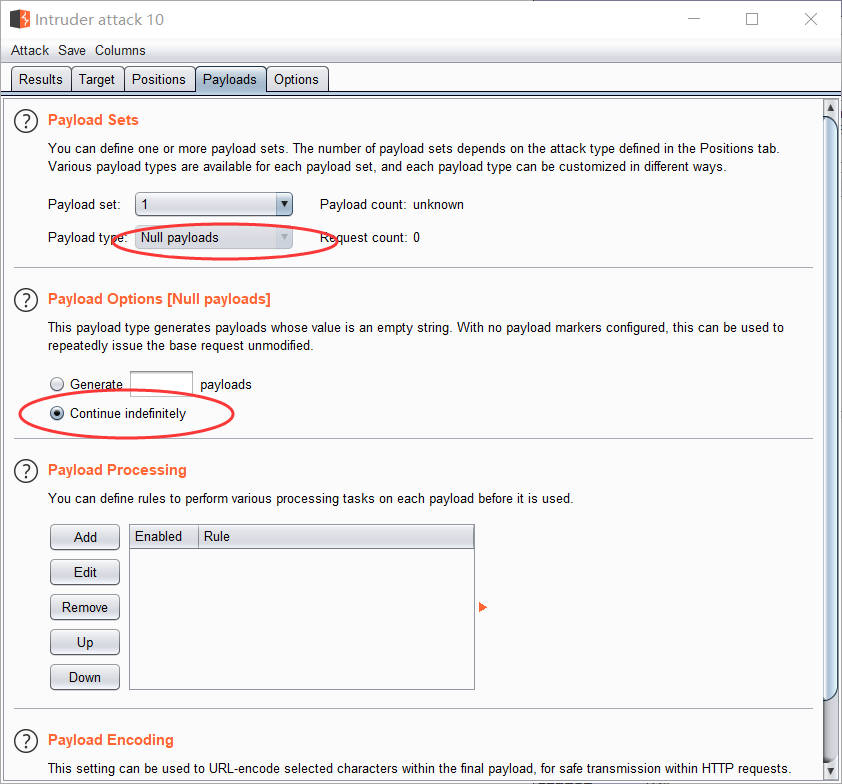 Intruder attack 10
Attack Save Columns
Results Target Positions Payloads Options
? Payload Sets
You can define one or more payload sets. The number of payload sets depends on the attack type defined in the Positions tab.
Various payload types are available for each payload set, and each payload type can be customized in different ways.
Payload set: 1 Payload count: unknown
Payload type: Null payloads Request count: 0
? Payload Options [Null payloads]
This payload type generates payloads whose value is an empty string. With no payload markers configured, this can be used to
repeatedly issue the base request unmodified.
Generate payloads
Continue indefinitely
? Payload Processing
You can define rules to perform various processing tasks on each payload before it is used.
Add Enabled Rule
Edit
Remove
Up
Down
? Payload Encoding
This setting can be used to URL-encode selected characters within the final payload, for safe transmission within HTTP requests.